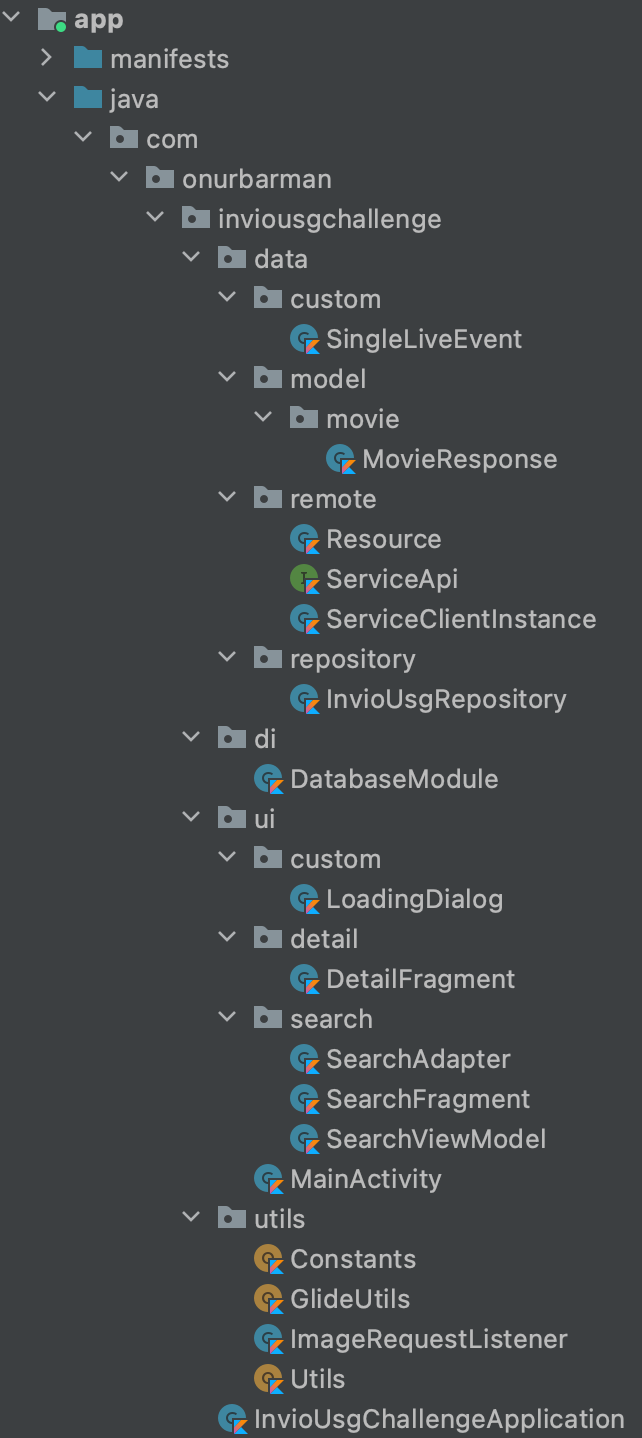 app
manifests
java
com
onurbarman
inviousgchallenge
data
custom
SingleLiveEvent
model
movie
MovieResponse
remote
Resource
ServiceApi
ServiceClientInstance
repository
InvioUsgRepository
di
DatabaseModule
ui
custom
LoadingDialog
detail
DetailFragment
search
SearchAdapter
SearchFragment
SearchViewModel
MainActivity
utils
Constants
GlideUtils
ImageRequestListener
Utils
InvioUsgChallengeApplication